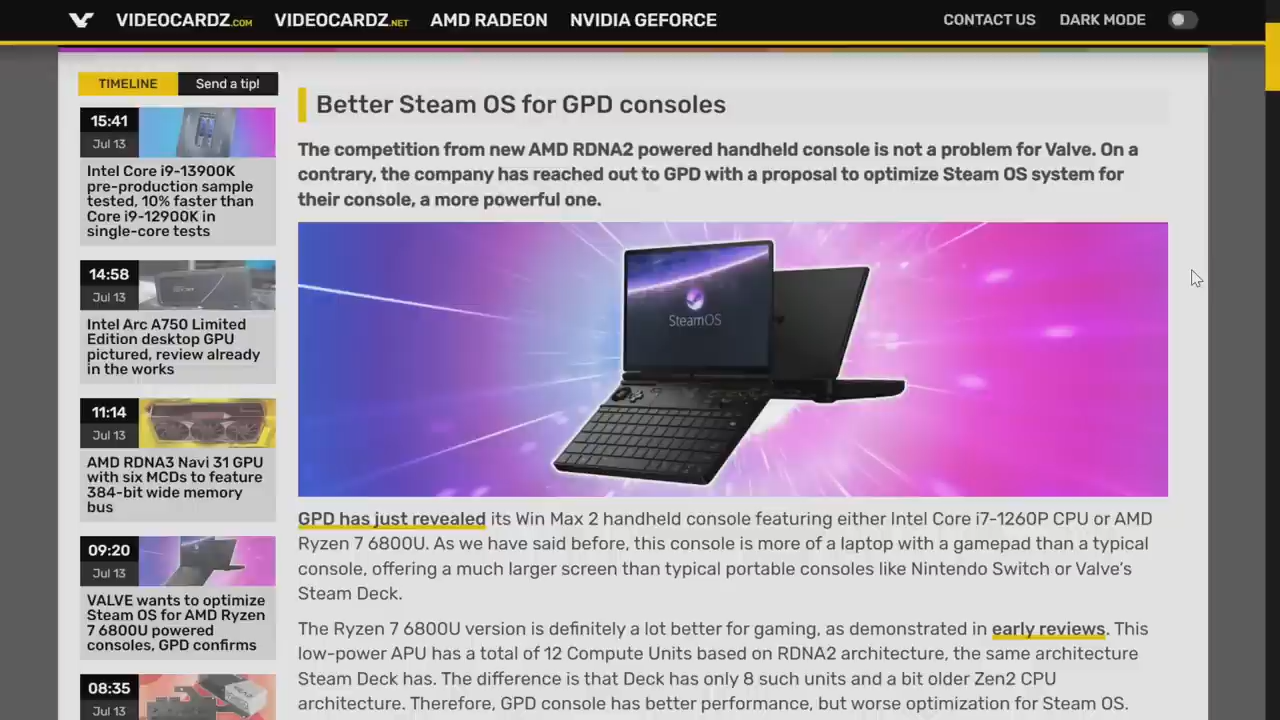 VIDEOCARDZ.COM VIDEOCARDZ.NET AMD RADEON NVIDIA GEFORCE CONTACT US DARK MODE
TIMELINE Send a tip!
15:41
Jul 13
Intel Core i9-13900K
pre-production sample
tested, 10% faster than
Core i9-12900K in
single-core tests
14:58
Jul 13
Intel Arc A750 Limited
Edition desktop GPU
pictured, review already
in the works
11:14
Jul 13
AMD RDNA3 Navi 31 GPU
with six MCDs to feature
384-bit wide memory
bus
09:20
Jul 13
VALVE wants to optimize
Steam OS for AMD Ryzen
7 6800U powered
consoles, GPD confirms
08:35
Jul 13
Better Steam OS for GPD consoles
The competition from new AMD RDNA2 powered handheld console is not a problem for Valve. On a
contrary, the company has reached out to GPD with a proposal to optimize Steam OS system for
their console, a more powerful one.
SteamOS
GPD has just revealed its Win Max 2 handheld console featuring either Intel Core i7-1260P CPU or AMD
Ryzen 7 6800U. As we have said before, this console is more of a laptop with a gamepad than a typical
console, offering a much larger screen than typical portable consoles like Nintendo Switch or Valve's
Steam Deck.
The Ryzen 7 6800U version is definitely a lot better for gaming, as demonstrated in early reviews. This
low-power APU has a total of 12 Compute Units based on RDNA2 architecture, the same architecture
Steam Deck has. The difference is that Deck has only 8 such units and a bit older Zen2 CPU
architecture. Therefore, GPD console has better performance, but worse optimization for Steam OS.